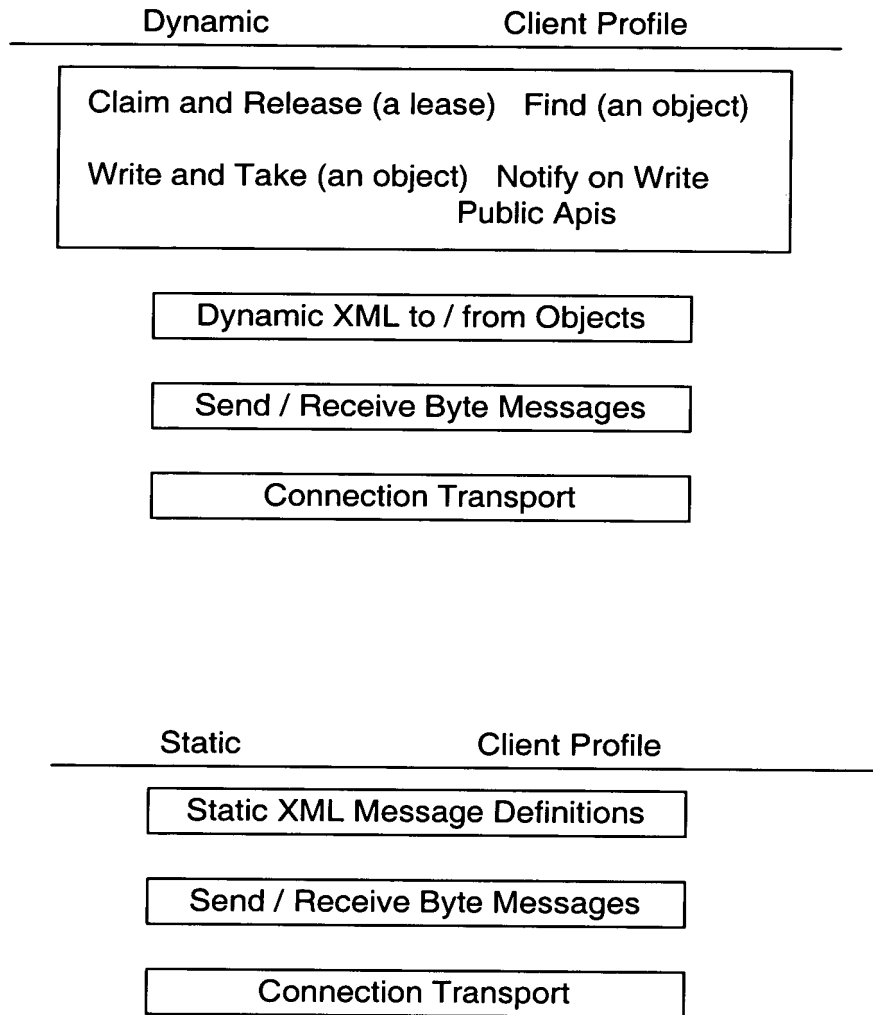 Dynamic Client Profile
Claim and Release (a lease) Find (an object)
Write and Take (an object) Notify on Write
Public Apis
Dynamic XML to / from Objects
Send / Receive Byte Messages
Connection Transport
Static Client Profile
Static XML Message Definitions
Send / Receive Byte Messages
Connection Transport